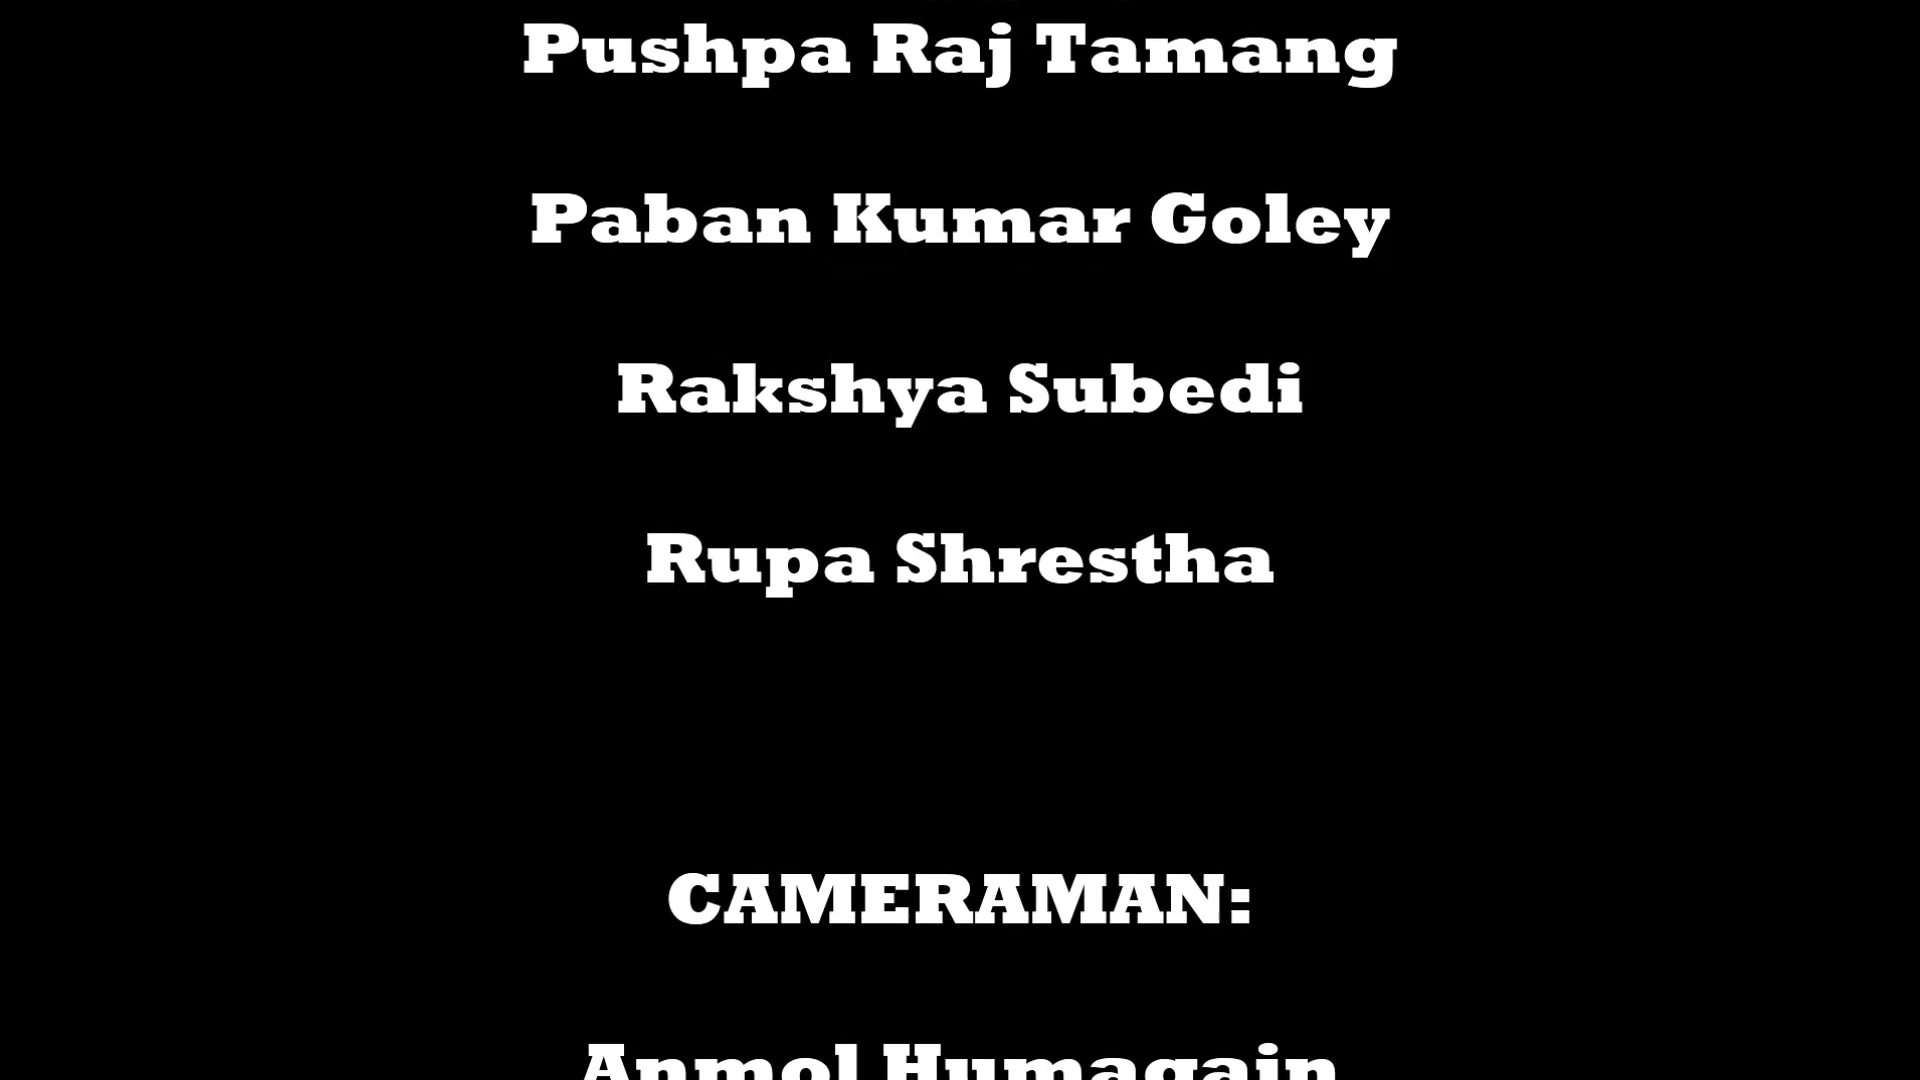 Pushpa Raj Tamang
Paban Kumar Goley
Rakshya Subedi
Rupa Shrestha
CAMERAMAN:
Anmol Humagain